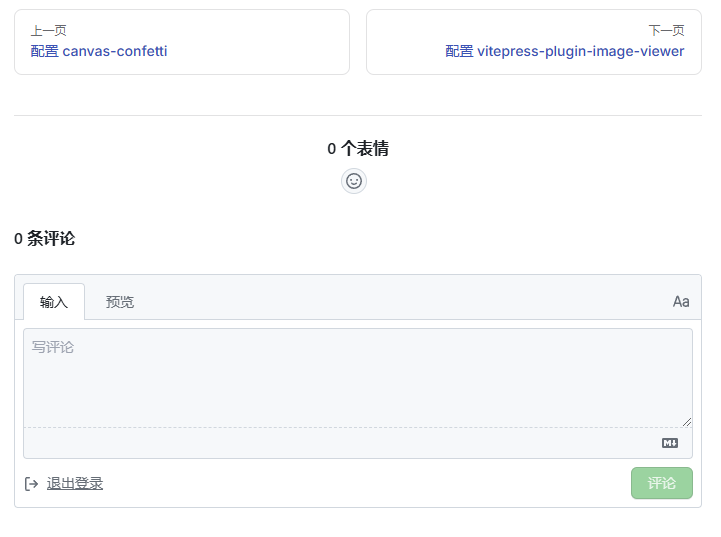 上一页
配置 canvas-confetti
下一页
配置 vitepress-plugin-image-viewer
0 个表情
0 条评论
输入
预览
Aa
写评论
退出登录
评论